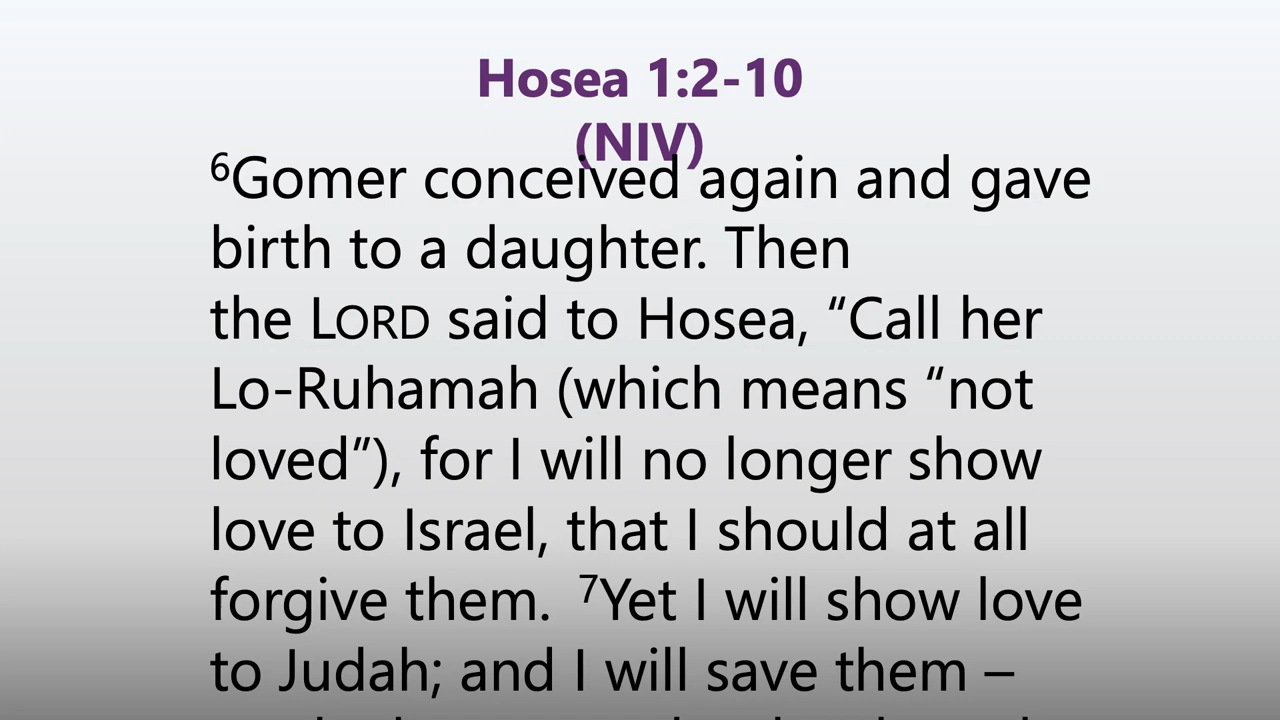 Hosea 1:2-10
(NIV)
⁶Gomer conceived again and gave
birth to a daughter. Then
the LORD said to Hosea, “Call her
Lo-Ruhamah (which means “not
loved”), for I will no longer show
love to Israel, that I should at all
forgive them. ⁷Yet I will show love
to Judah; and I will save them –